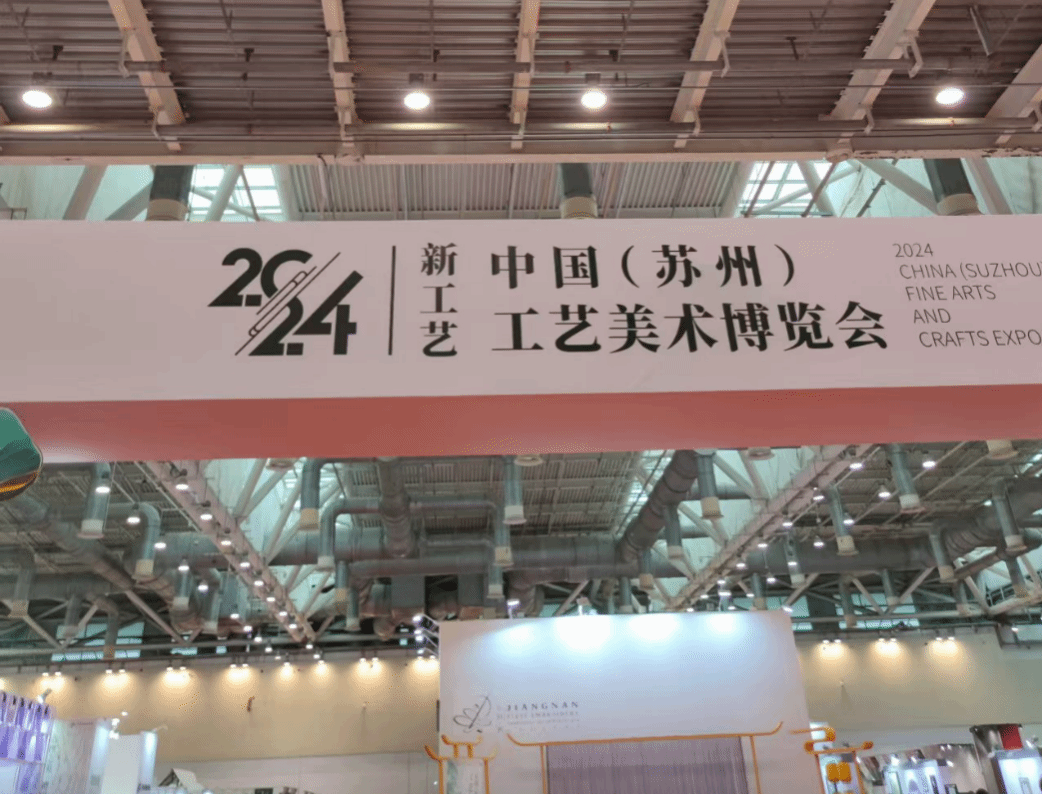 2024
新工艺
中国（苏州）
工艺美术博览会
2024
CHINA (SUZHOU)
FINE ARTS
AND
CRAFTS EXPO
JIANGNAN